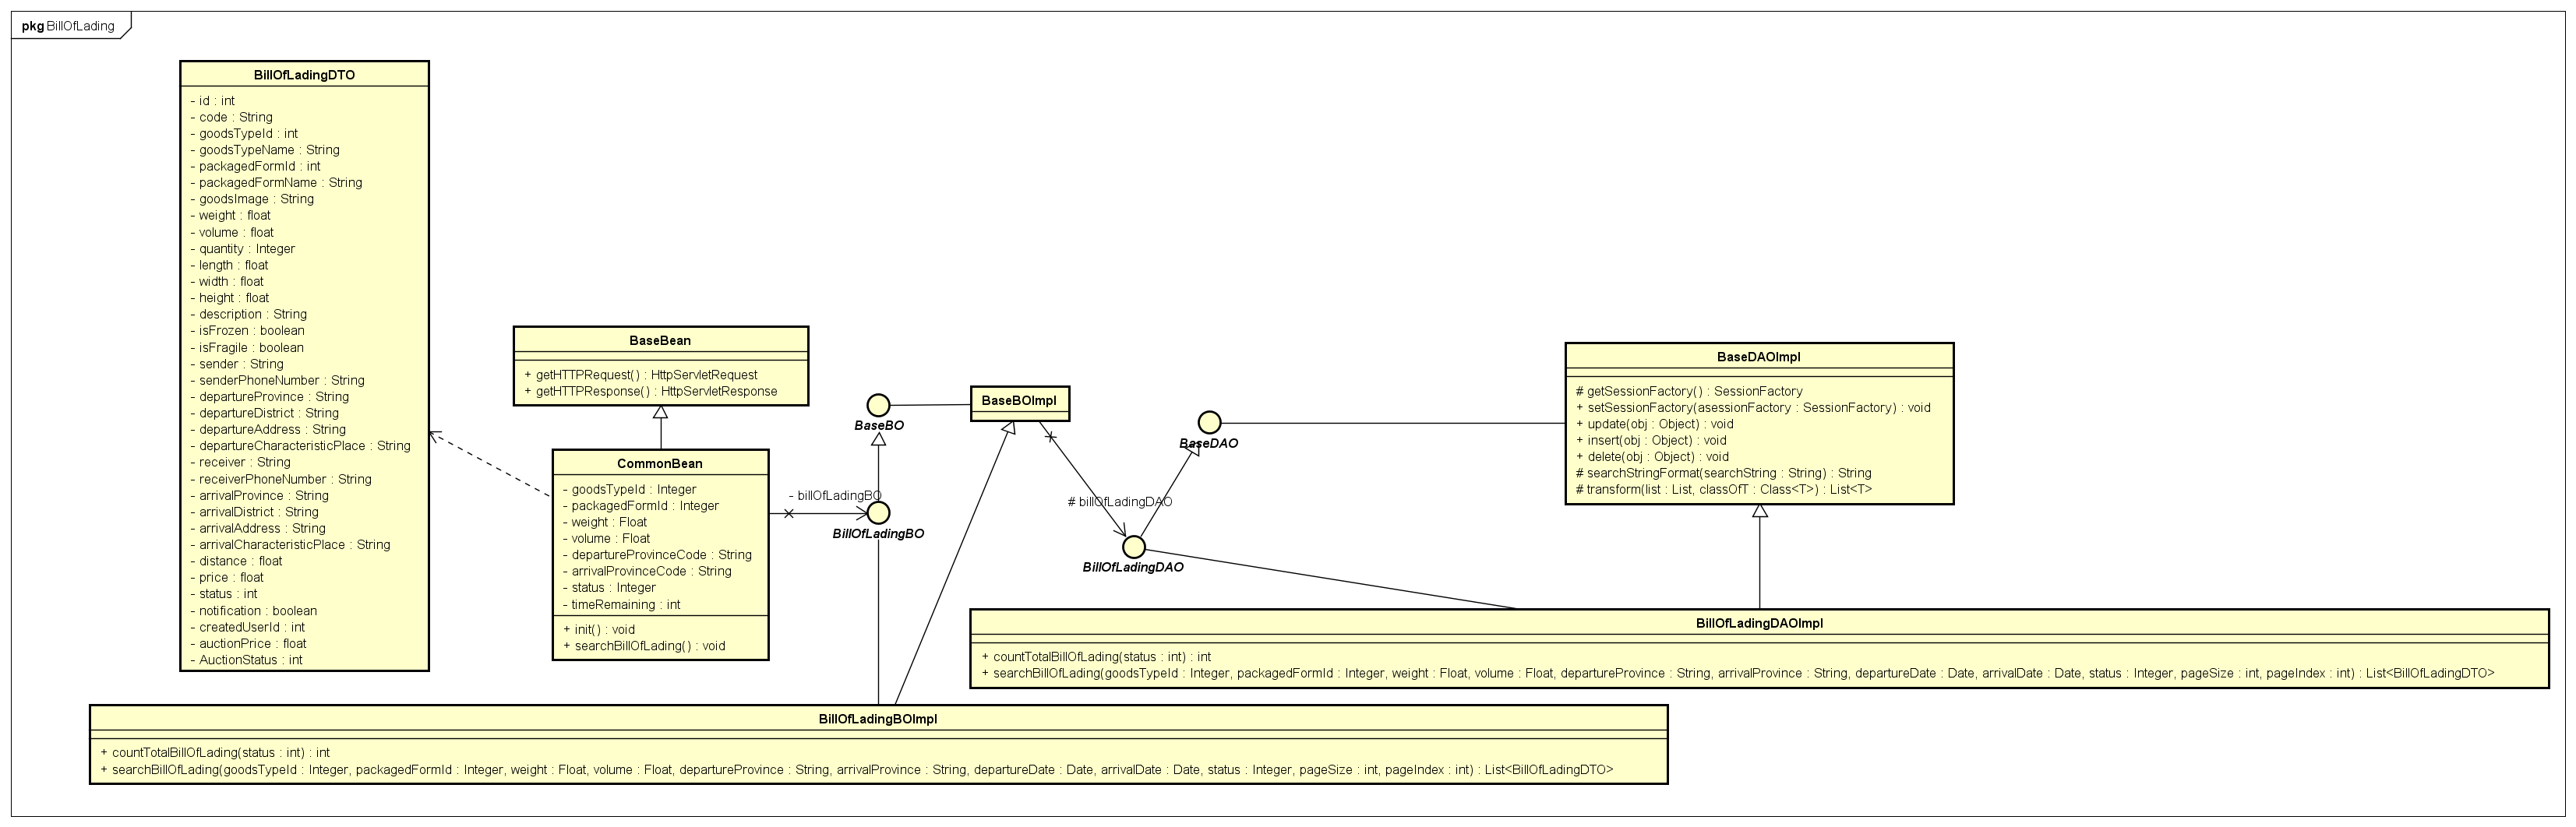 pkg BillOfLading
BillOfLadingDTO
- id : int
- code : String
- goodsTypeId : int
- goodsTypeName : String
- packagedFormId : int
- packagedFormName : String
- goodsImage : String
- weight : float
- volume : float
- quantity : Integer
- length : float
- width : float
- height : float
- description : String
- isFrozen : boolean
- isFragile : boolean
- sender : String
- senderPhoneNumber : String
- departureProvince : String
- departureDistrict : String
- departureAddress : String
- departureCharacteristicPlace : String
- receiver : String
- receiverPhoneNumber : String
- arrivalProvince : String
- arrivalDistrict : String
- arrivalAddress : String
- arrivalCharacteristicPlace : String
- distance : float
- price : float
- status : int
- notification : boolean
- createdUserId : int
- auctionPrice : float
- AuctionStatus : int
BaseBean
+ getHTTPRequest() : HttpServletRequest
+ getHTTPResponse() : HttpServletResponse
CommonBean
- goodsTypeId : Integer
- packagedFormId : Integer
- weight : Float
- volume : Float
- departureProvinceCode : String
- arrivalProvinceCode : String
- status : Integer
- timeRemaining : int
+ init() : void
+ searchBillOfLading() : void
- billOfLadingBO
BaseBO
BillOfLadingBO
BaseBOImpl
# billOfLadingDAO
BaseDAO
BillOfLadingDAO
BaseDAOImpl
# getSessionFactory() : SessionFactory
+ setSessionFactory(asessionFactory : SessionFactory) : void
+ update(obj : Object) : void
+ insert(obj : Object) : void
+ delete(obj : Object) : void
# searchStringFormat(searchString : String) : String
# transform(list : List, classOfT : Class<T>) : List<T>
BillOfLadingDAOImpl
+ countTotalBillOfLading(status : int) : int
+ searchBillOfLading(goodsTypeId : Integer, packagedFormId : Integer, weight : Float, volume : Float, departureProvince : String, arrivalProvince : String, departureDate : Date, arrivalDate : Date, status : Integer, pageSize : int, pageIndex : int) : List<BillOfLadingDTO>
BillOfLadingBOImpl
+ countTotalBillOfLading(status : int) : int
+ searchBillOfLading(goodsTypeId : Integer, packagedFormId : Integer, weight : Float, volume : Float, departureProvince : String, arrivalProvince : String, departureDate : Date, arrivalDate : Date, status : Integer, pageSize : int, pageIndex : int) : List<BillOfLadingDTO>